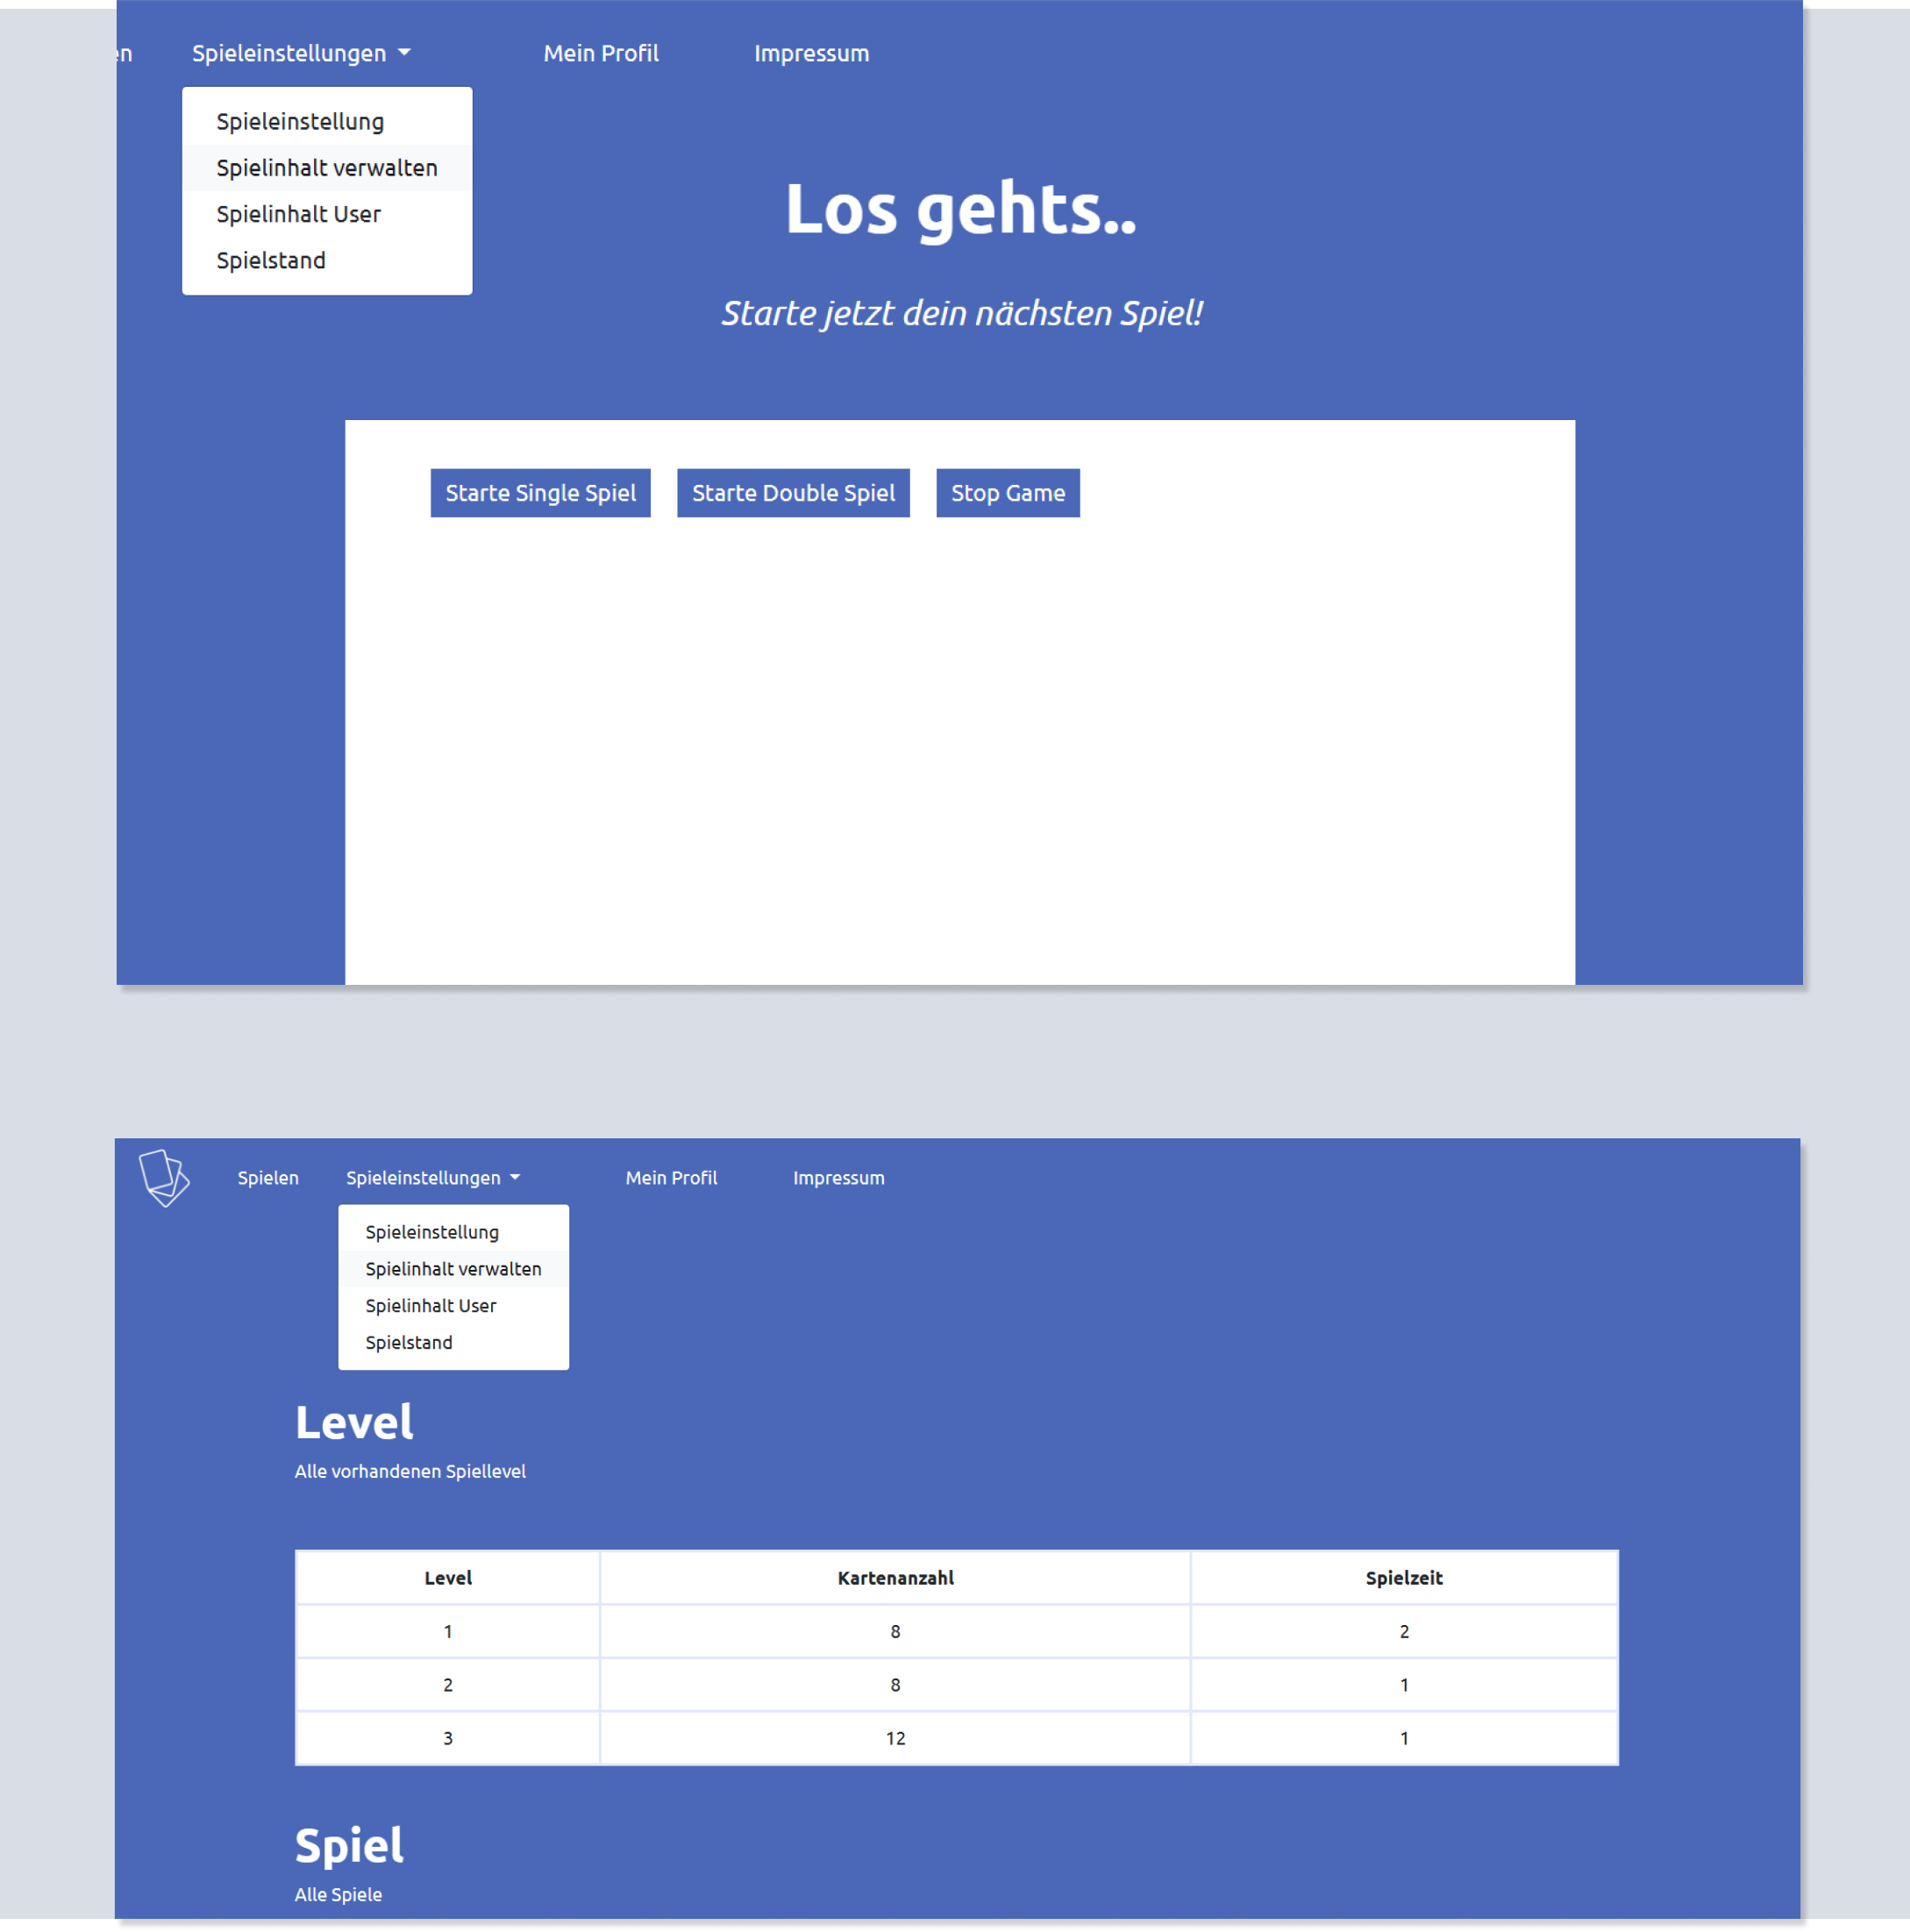 en Spieleinstellungen Mein Profil Impressum
Spieleinstellung
Spielinhalt verwalten
Spielinhalt User
Spielstand
Los gehts..
Starte jetzt dein nächsten Spiel!
Starte Single Spiel Starte Double Spiel Stop Game
Spielen Spieleinstellungen Mein Profil Impressum
Spieleinstellung
Spielinhalt verwalten
Spielinhalt User
Spielstand
Level
Alle vorhandenen Spiellevel
Level Kartenanzahl Spielzeit
1 8 2
2 8 1
3 12 1
Spiel
Alle Spiele